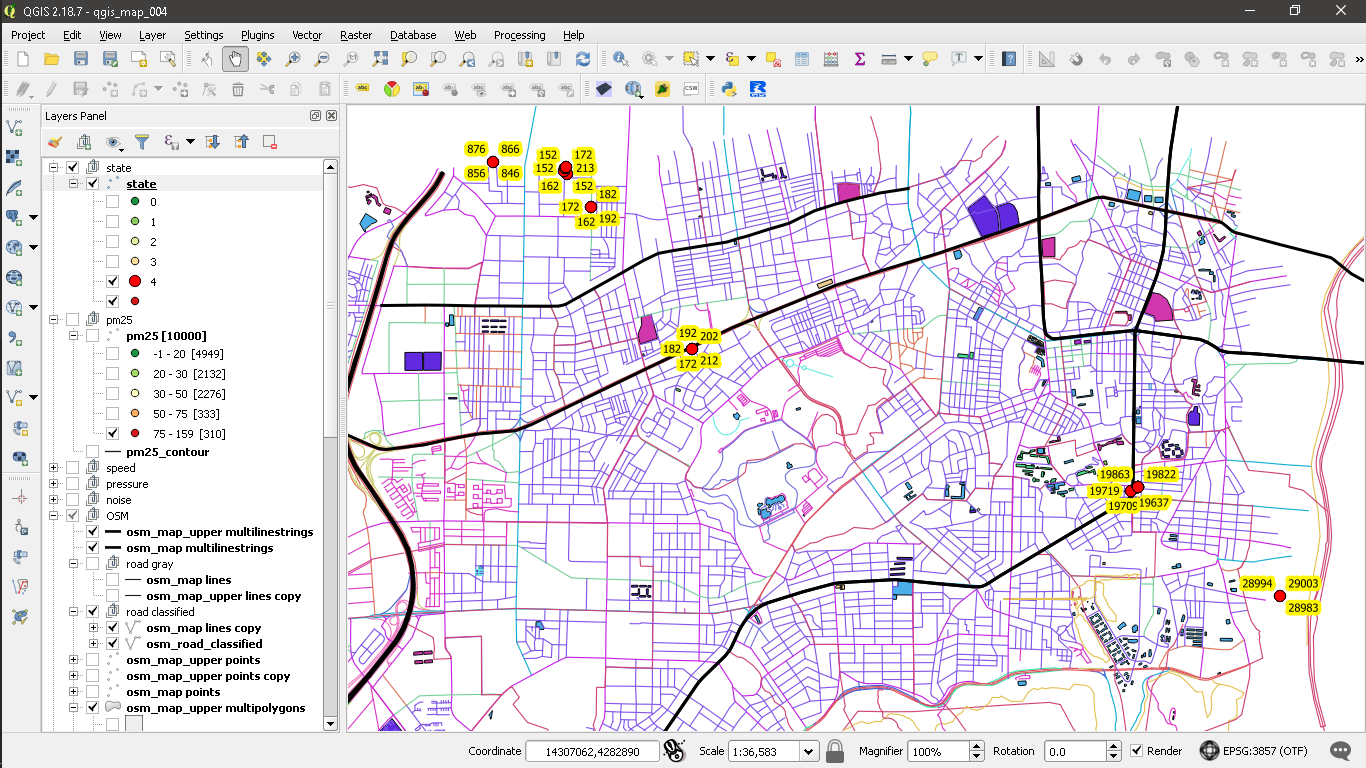 QGIS 2.18.7 - qgis_map_004
Project Edit View Layer Settings Plugins Vector Raster Database Web Processing Help
Layers Panel
state
state
0
1
2
3
4
pm25
pm25 [10000]
-1 - 20 [4949]
20 - 30 [2132]
30 - 50 [2276]
50 - 75 [333]
75 - 159 [310]
pm25_contour
speed
pressure
noise
OSM
osm_map_upper multilinestrings
osm_map multilinestrings
road gray
osm_map lines
osm_map_upper lines copy
road classified
osm_map lines copy
osm_road_classified
osm_map_upper points
osm_map_upper points copy
osm_map points
osm_map_upper multipolygons
876 866
856 846
152 172
152 213
162 152
182
172
162 192
192 202
182
172 212
19863 19822
19719
19709 19637
28994 29003
28983
Coordinate 14307062,4282890 Scale 1:36,583 Magnifier 100% Rotation 0.0 Render EPSG:3857 (OTF)